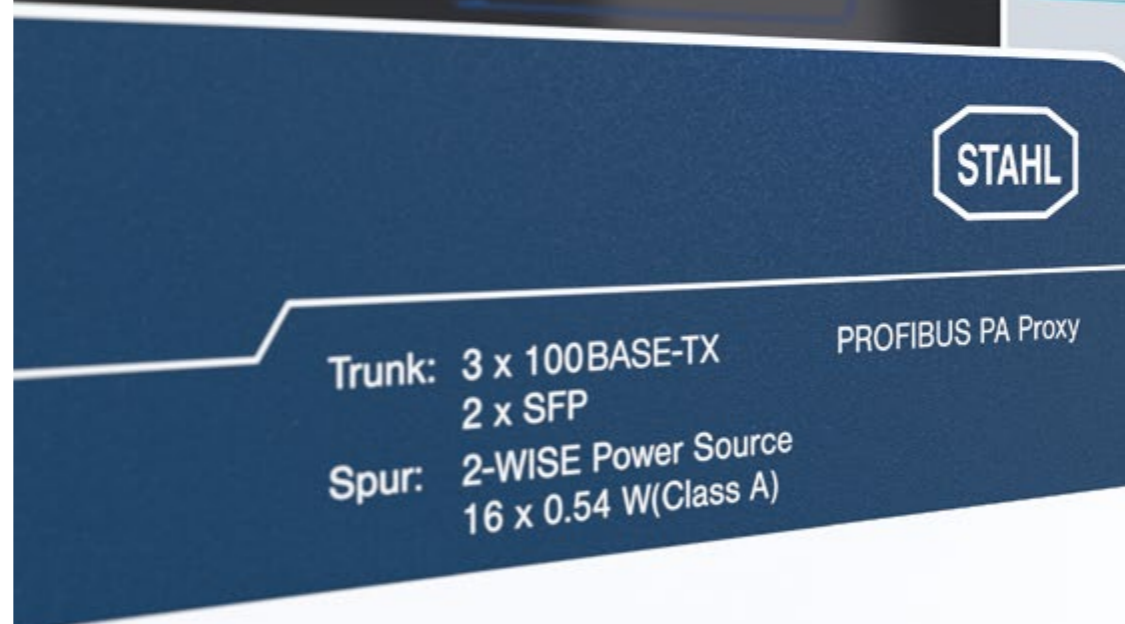 STAHL
Trunk: 3 x 100BASE-TX
2 x SFP
PROFIBUS PA Proxy
Spur: 2-WISE Power Source
16 x 0.54 W(Class A)